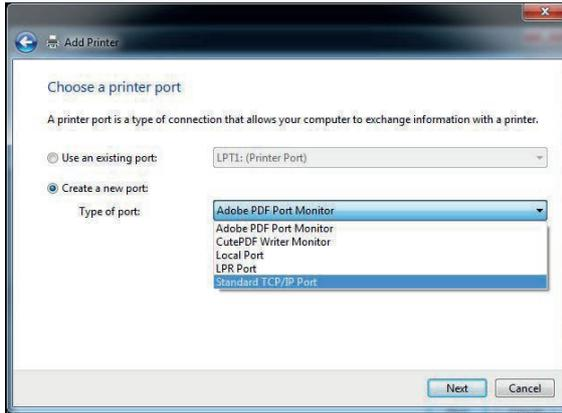 Add Printer
Choose a printer port
A printer port is a type of connection that allows your computer to exchange information with a printer.
Use an existing port:
LPT1: (Printer Port)
Create a new port:
Type of port:
Adobe PDF Port Monitor
Adobe PDF Port Monitor
CutePDF Writer Monitor
Local Port
LPR Port
Standard TCP/IP Port
Next
Cancel